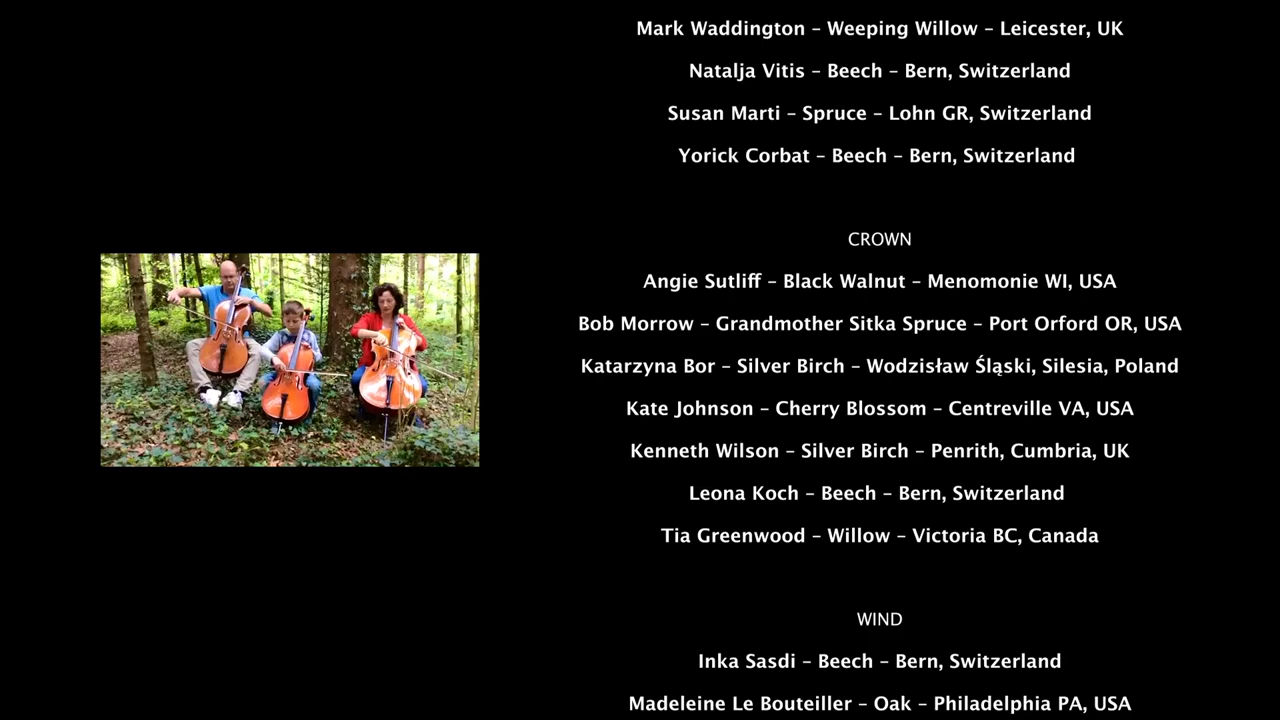 Mark Waddington – Weeping Willow – Leicester, UK
Natalja Vitis – Beech – Bern, Switzerland
Susan Marti – Spruce – Lohn GR, Switzerland
Yorick Corbat – Beech – Bern, Switzerland
CROWN
Angie Sutliff – Black Walnut – Menomonie WI, USA
Bob Morrow – Grandmother Sitka Spruce – Port Orford OR, USA
Katarzyna Bor – Silver Birch – Wodzisław Śląski, Silesia, Poland
Kate Johnson – Cherry Blossom – Centreville VA, USA
Kenneth Wilson – Silver Birch – Penrith, Cumbria, UK
Leona Koch – Beech – Bern, Switzerland
Tia Greenwood – Willow – Victoria BC, Canada
WIND
Inka Sasdi – Beech – Bern, Switzerland
Madeleine Le Bouteiller – Oak – Philadelphia PA, USA